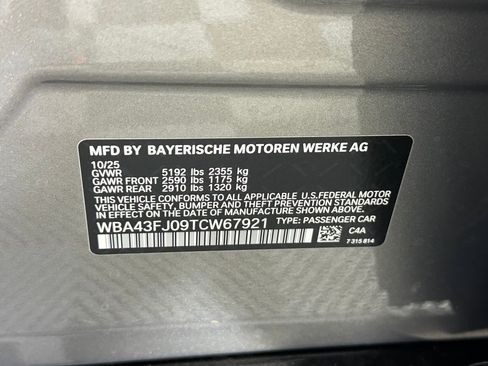 MFD BY BAYERISCHE MOTOREN WERKE AG
10/25
GVWR 5192 lbs 2355 kg
GAWR FRONT 2590 lbs 1175 kg
GAWR REAR 2910 lbs 1320 kg
THIS VEHICLE CONFORMS TO ALL APPLICABLE U.S.FEDERAL MOTOR
VEHICLE SAFETY, BUMPER, AND THEFT PREVENTION
STANDARDS IN EFFECT ON THE DATE OF MANUFACTURE SHOWN ABOVE.
WBA43FJ09TCW67921 TYPE: PASSENGER CAR
C4A
7 315 814